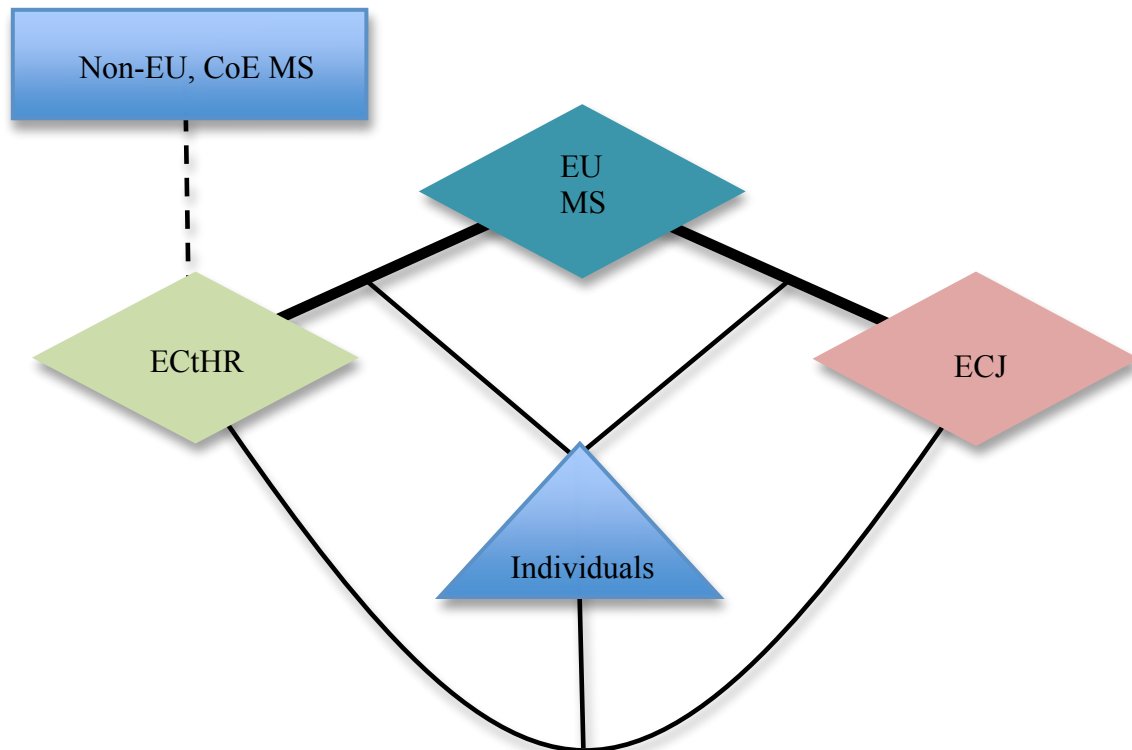 Non-EU, CoE MS
EU
MS
ECtHR
ECJ
Individuals